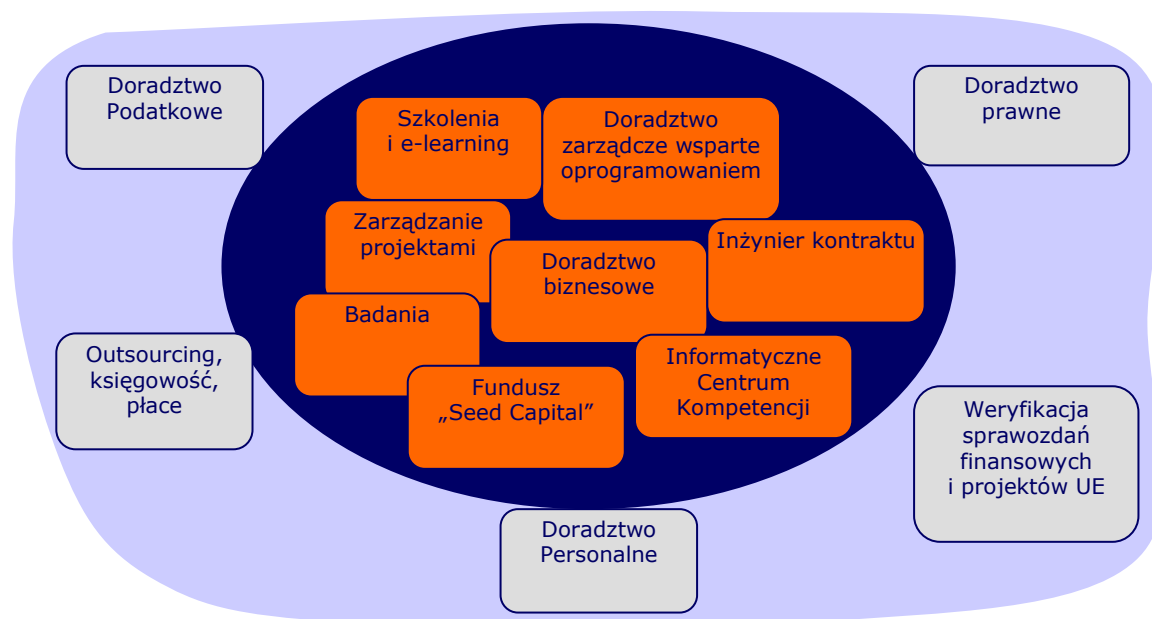 Doradztwo
Podatkowe
Szkolenia
i e-learning
Doradztwo
zarządcze wsparte
oprogramowaniem
Doradztwo
prawne
Zarządzanie
projektami
Doradztwo
biznesowe
Inżynier kontraktu
Badania
Outsourcing,
księgowość,
płace
Fundusz
„Seed Capital”
Informatyczne
Centrum
Kompetencji
Weryfikacja
sprawozdań
finansowych
i projektów UE
Doradztwo
Personalne